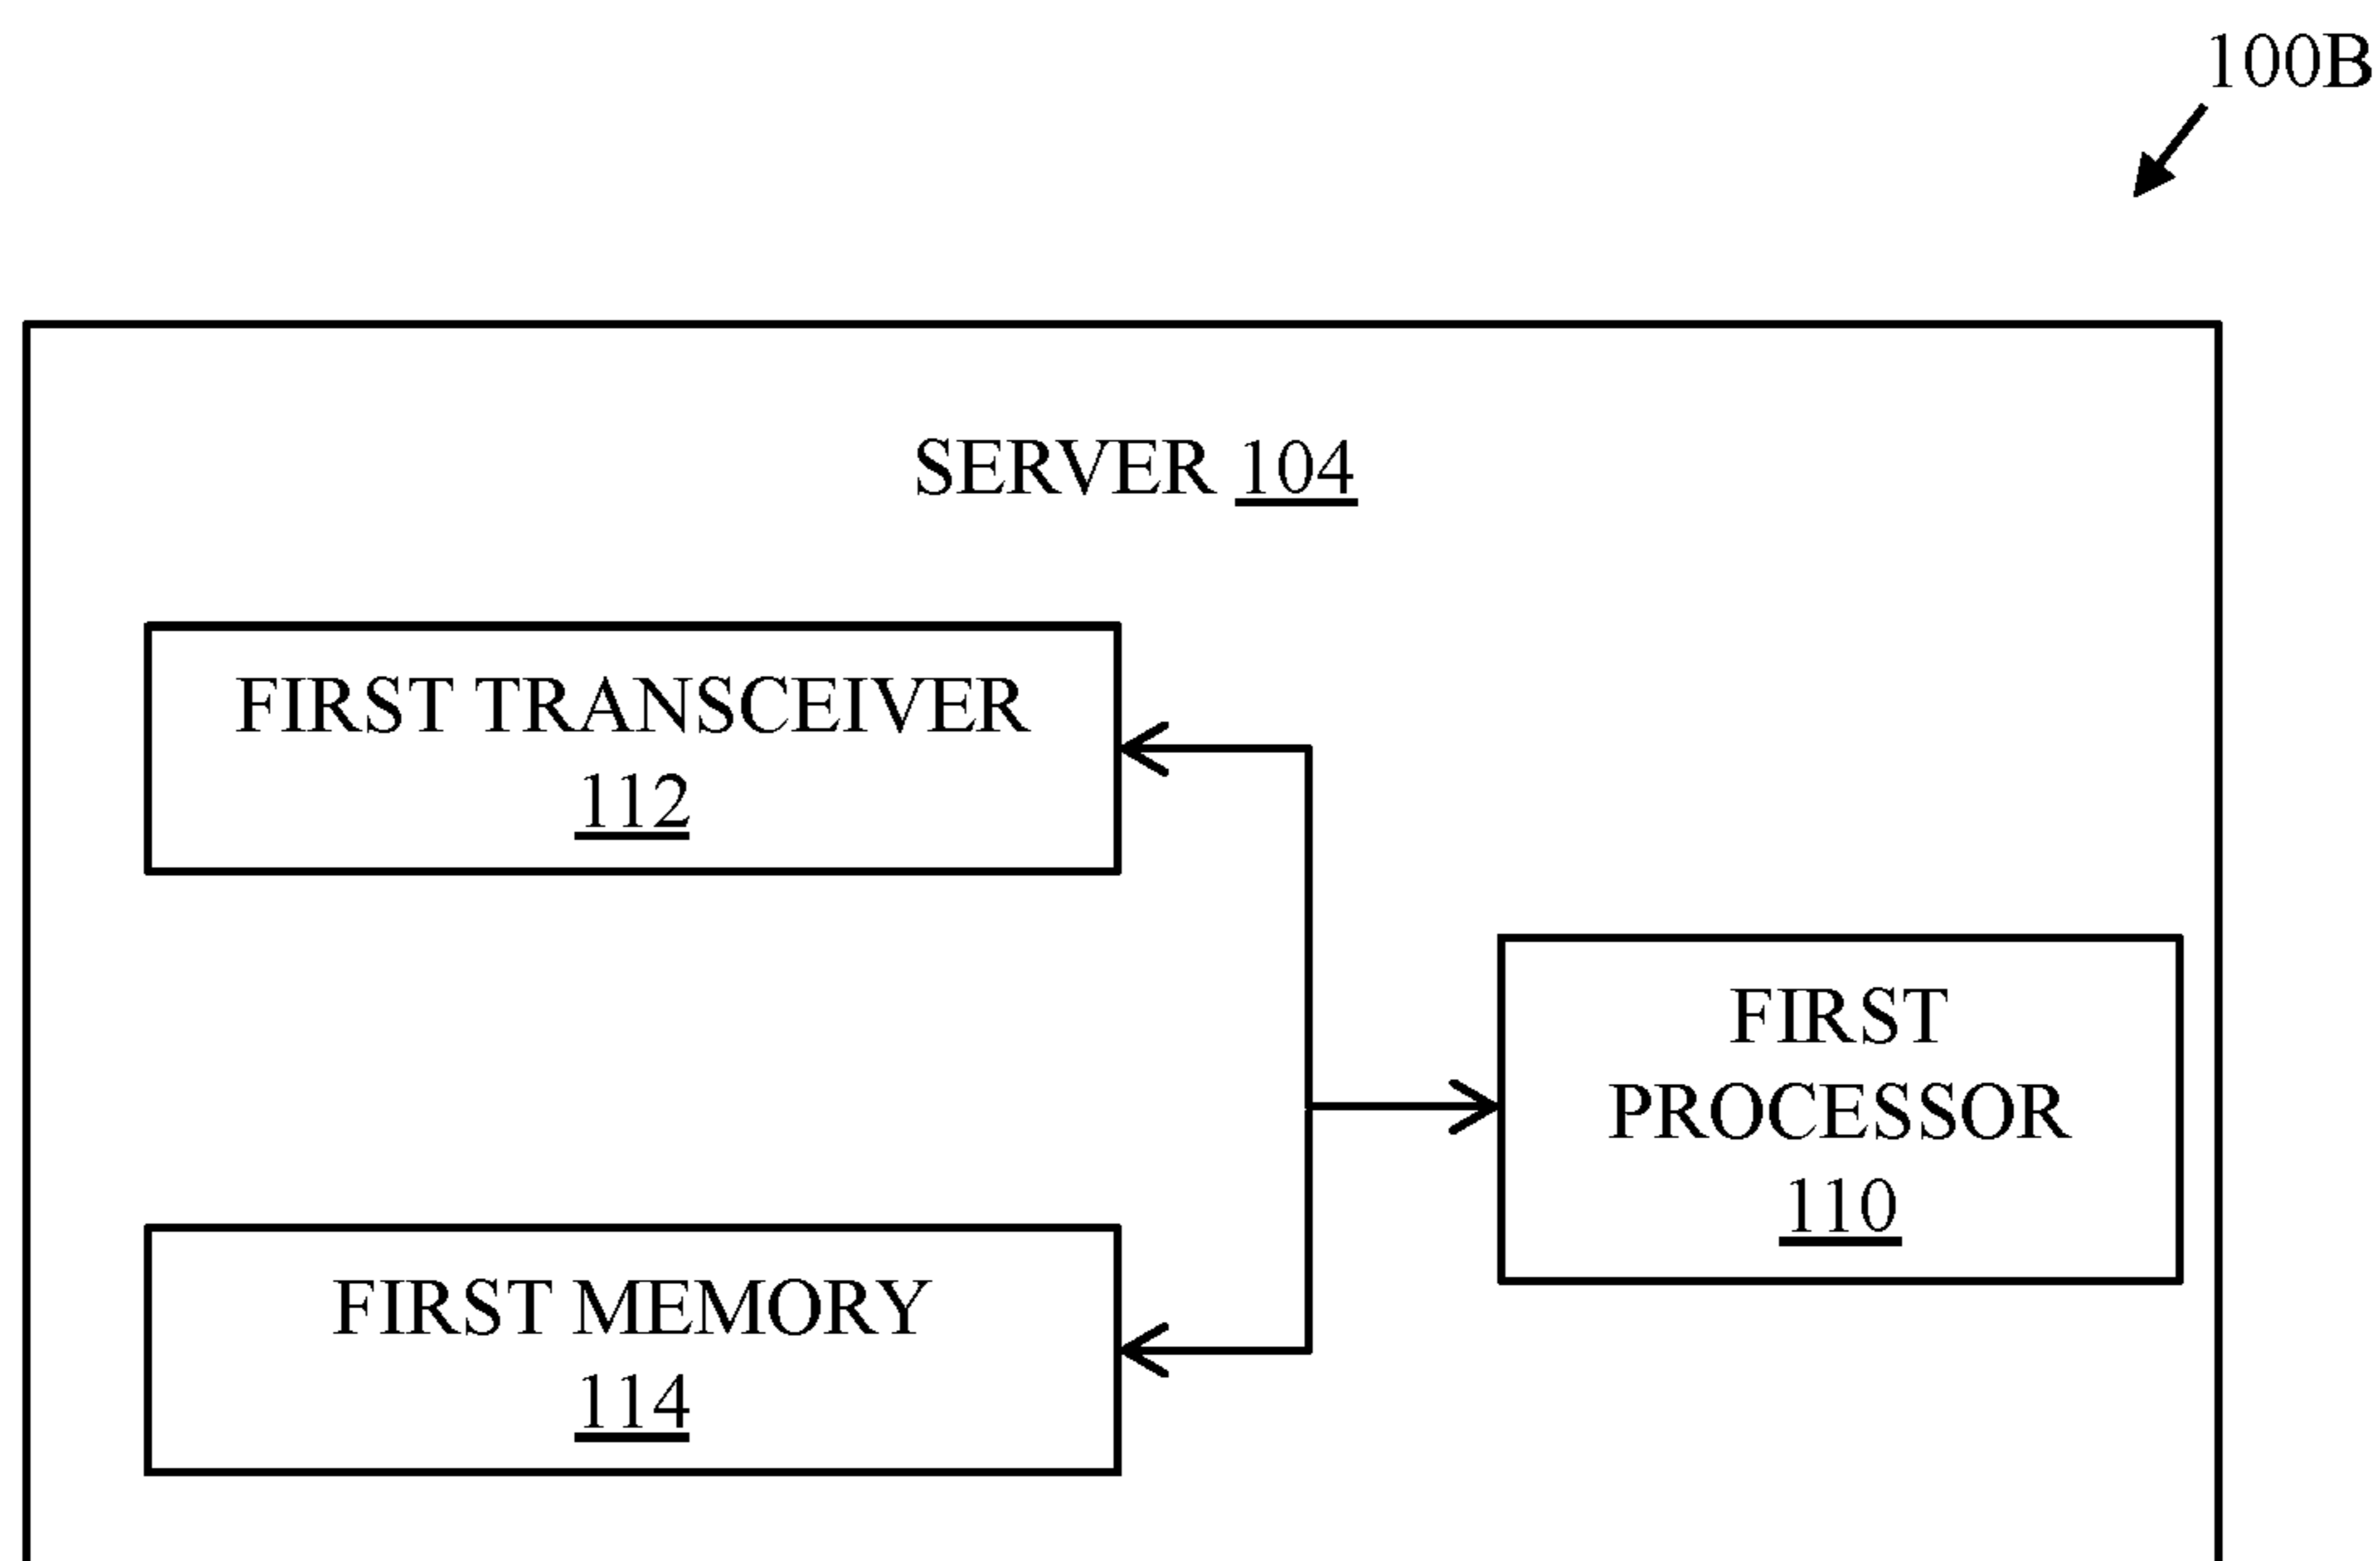 100B
SERVER 104
FIRST TRANSCEIVER
112
FIRST
PROCESSOR
110
FIRST MEMORY
114